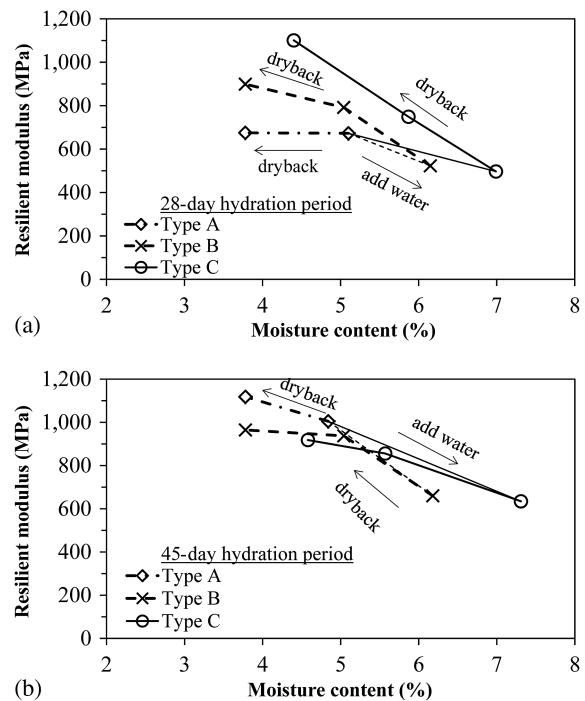 1,200
1,000
800
600
400
200
0
Resilient modulus (MPa)
dryback
dryback
dryback
add water
28-day hydration period
Type A
Type B
Type C
2 3 4 5 6 7 8
(a)
Moisture content (%)
1,200
1,000
800
600
400
200
0
Resilient modulus (MPa)
dryback
add water
dryback
45-day hydration period
Type A
Type B
Type C
2 3 4 5 6 7 8
(b)
Moisture content (%)